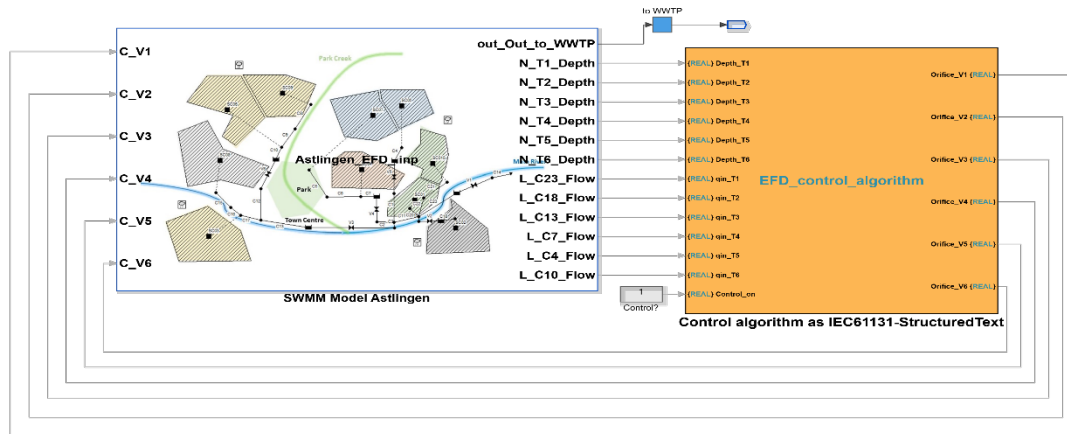 to WWTP
C_V1
C_V2
C_V3
C_V4
C_V5
C_V6
Park Creek
Astlingen_EFD_inp
Park
Town Centre
out_Out_to_WWTP
N_T1_Depth
N_T2_Depth
N_T3_Depth
N_T4_Depth
N_T5_Depth
N_T6_Depth
L_C23_Flow
L_C18_Flow
L_C13_Flow
L_C7_Flow
L_C4_Flow
L_C10_Flow
SWMM Model Astlingen
1
Control?
{REAL} Depth_T1
{REAL} Depth_T2
{REAL} Depth_T3
{REAL} Depth_T4
{REAL} Depth_T5
{REAL} Depth_T6
{REAL} qin_T1
{REAL} qin_T2
{REAL} qin_T3
{REAL} qin_T4
{REAL} qin_T5
{REAL} qin_T6
{REAL} Control_on
EFD_control_algorithm
Orifice_V1 {REAL}
Orifice_V2 {REAL}
Orifice_V3 {REAL}
Orifice_V4 {REAL}
Orifice_V5 {REAL}
Orifice_V6 {REAL}
Control algorithm as IEC61131-StructuredText